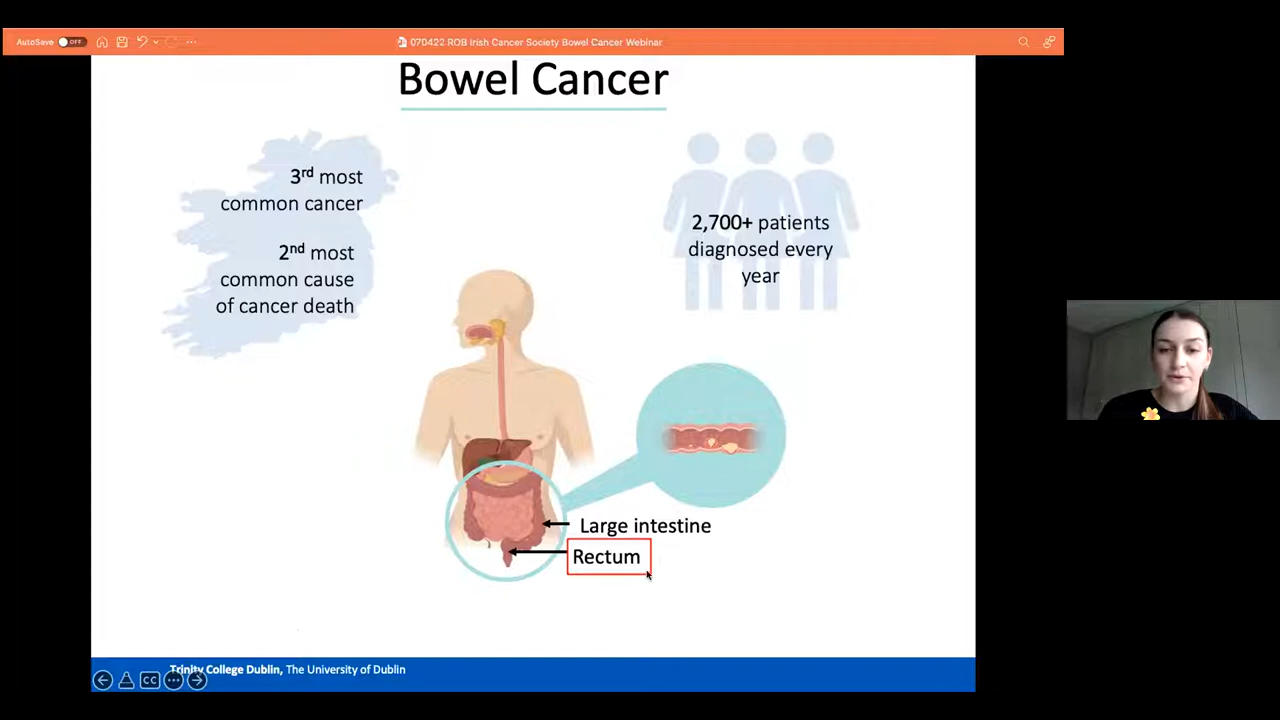 AutoSave OFF
070422 ROB Irish Cancer Society Bowel Cancer Webinar
Bowel Cancer
3rd most
common cancer
2nd most
common cause
of cancer death
2,700+ patients
diagnosed every
year
Large intestine
Rectum
Trinity College Dublin, The University of Dublin
CC